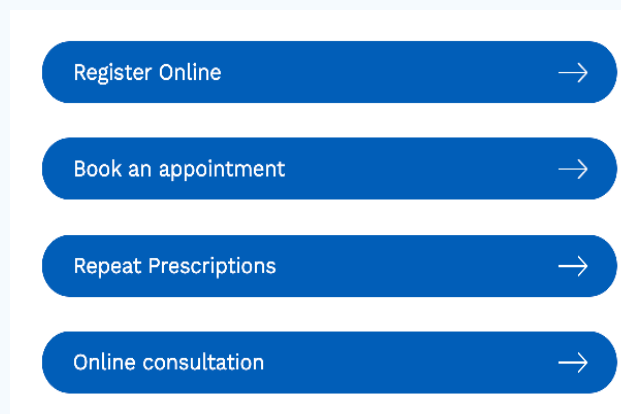 Register Online
Book an appointment
Repeat Prescriptions
Online consultation